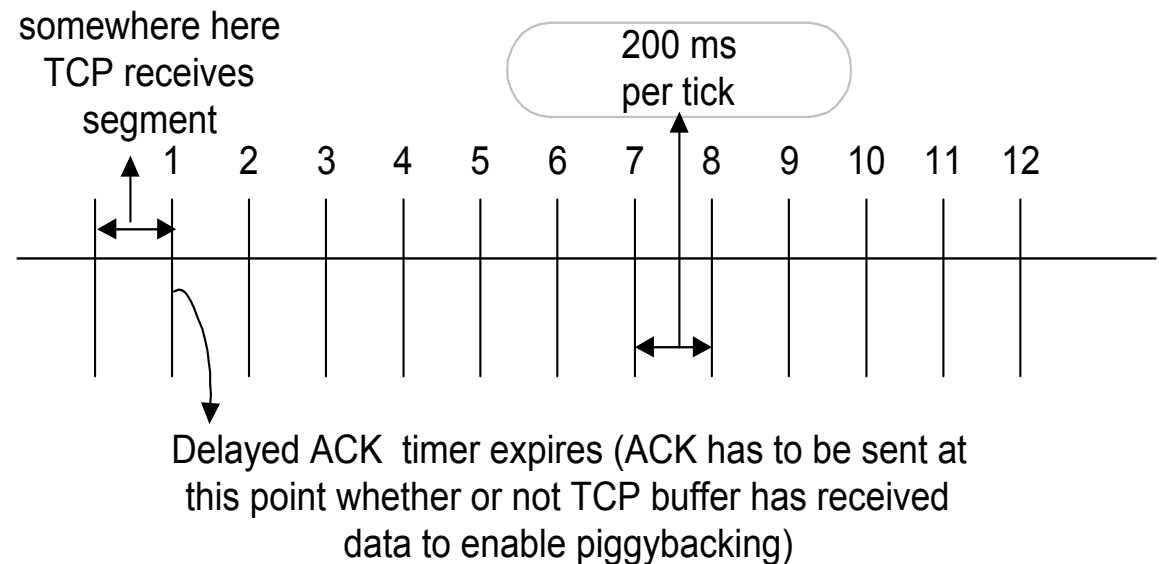 somewhere here
TCP receives
segment
200 ms
per tick
1 2 3 4 5 6 7 8 9 10 11 12
Delayed ACK timer expires (ACK has to be sent at
this point whether or not TCP buffer has received
data to enable piggybacking)